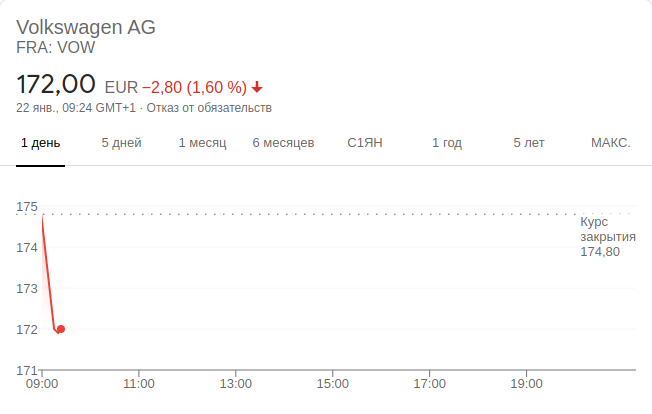 Volkswagen AG
FRA: VOW
172,00 EUR −2,80 (1,60 %)
22 янв., 09:24 GMT+1 · Отказ от обязательств
1 день 5 дней 1 месяц 6 месяцев С1ЯН 1 год 5 лет МАКС.
175
Курс
закрытия
174,80
174
173
172
171
09:00 11:00 13:00 15:00 17:00 19:00